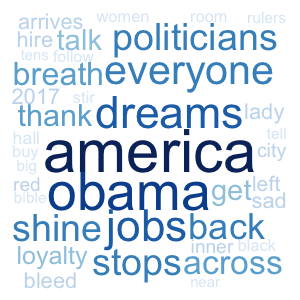 arrives women room rulers
hire talk politicians
tens follow
breath everyone
2017 stir
thank dreams lady
hall tell
america
buy city
big
red obama get left
bible sad
shine jobs back
inner black
loyalty stops across
bleed near